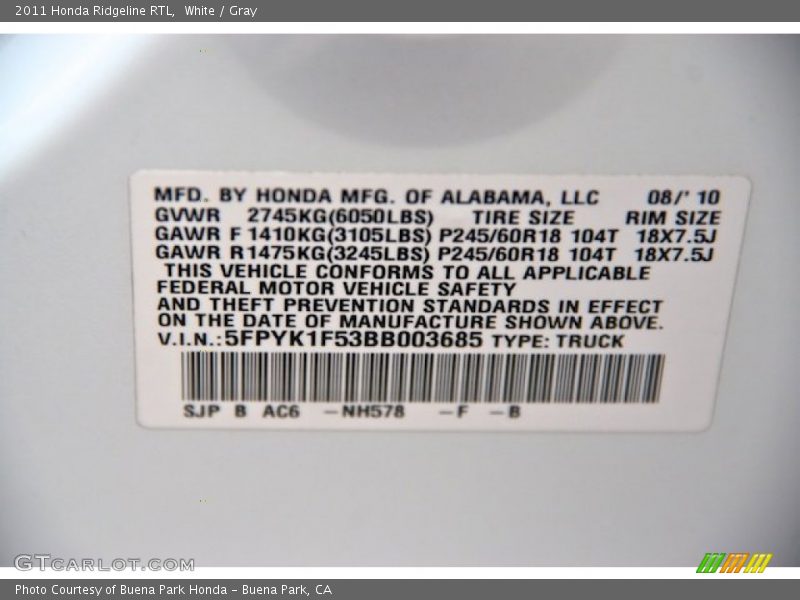 2011 Honda Ridgeline RTL, White / Gray
MFD. BY HONDA MFG. OF ALABAMA, LLC 08/' 10
GVWR 2745KG(6050LBS) TIRE SIZE RIM SIZE
GAWR F 1410KG(3105LBS) P245/60R18 104T 18X7.5J
GAWR R 1475KG(3245LBS) P245/60R18 104T 18X7.5J
THIS VEHICLE CONFORMS TO ALL APPLICABLE
FEDERAL MOTOR VEHICLE SAFETY
AND THEFT PREVENTION STANDARDS IN EFFECT
ON THE DATE OF MANUFACTURE SHOWN ABOVE.
V.I.N.:5FPYK1F53BB003685 TYPE: TRUCK
SJP B AC6 -NH578 -F -B
GTCARLOT.COM
Photo Courtesy of Buena Park Honda - Buena Park, CA